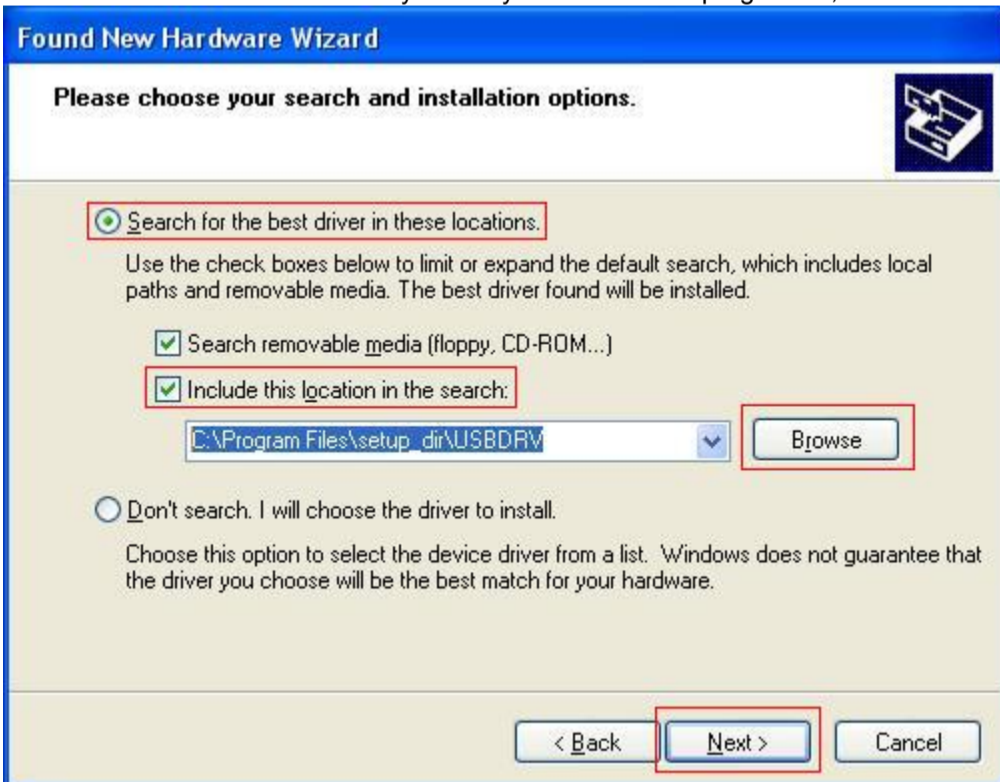 Found New Hardware Wizard
Please choose your search and installation options.
Search for the best driver in these locations.
Use the check boxes below to limit or expand the default search, which includes local
paths and removable media. The best driver found will be installed.
Search removable media (floppy, CD-ROM...)
Include this location in the search:
C:\Program Files\setup_dir\USBDRV
Browse
Don't search. I will choose the driver to install.
Choose this option to select the device driver from a list. Windows does not guarantee that
the driver you choose will be the best match for your hardware.
< Back Next > Cancel